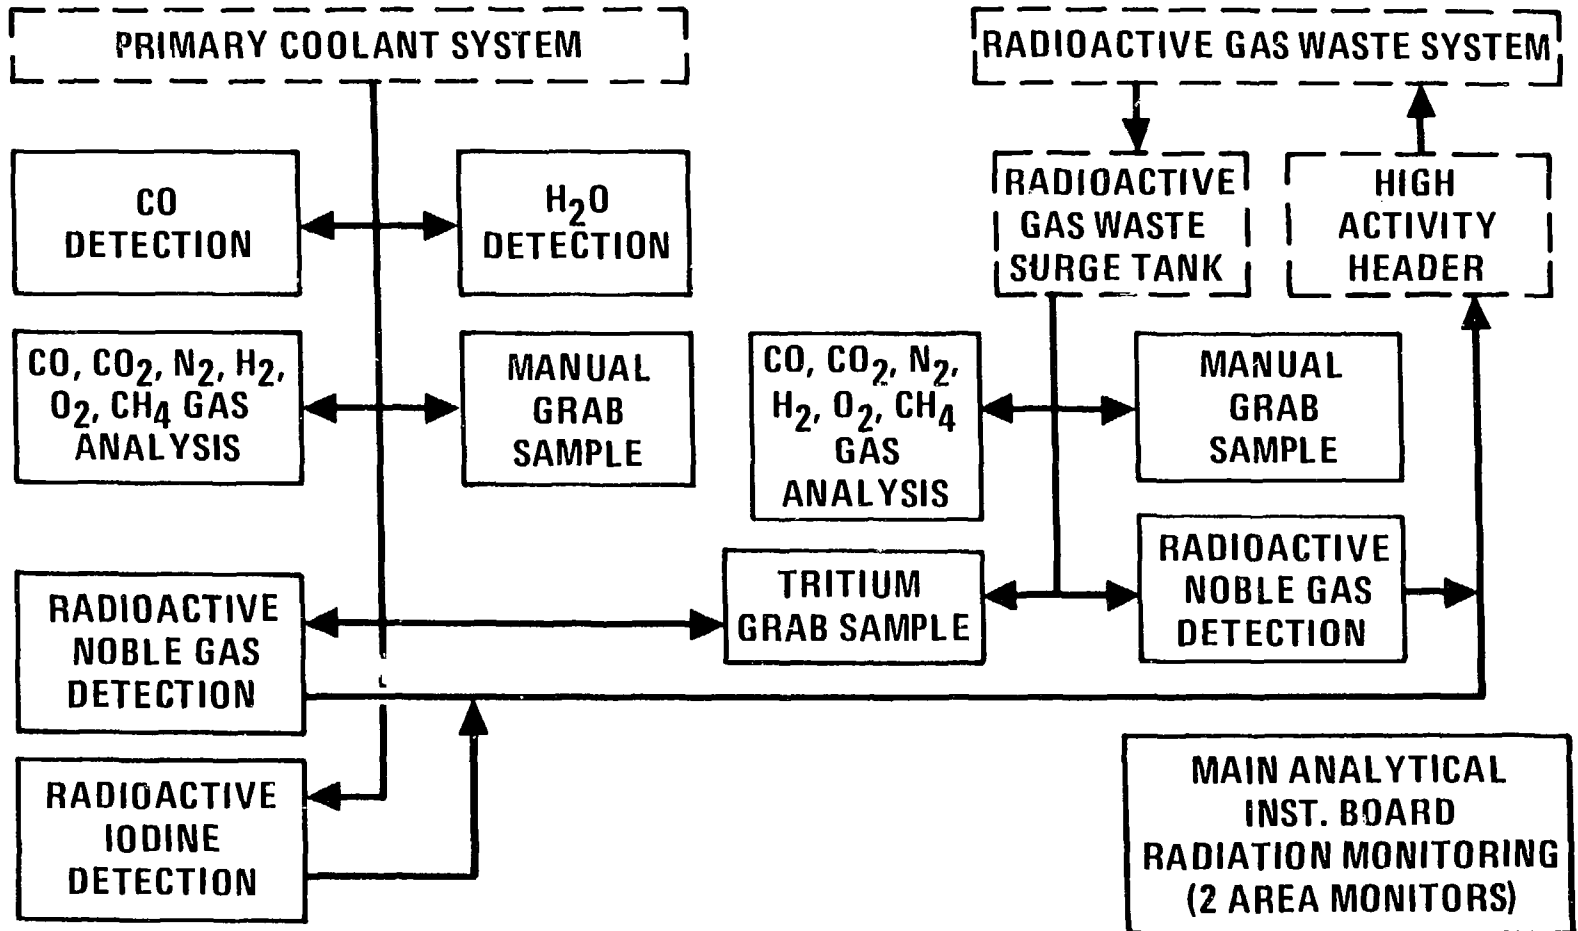 PRIMARY COOLANT SYSTEM
RADIOACTIVE GAS WASTE SYSTEM
CO
DETECTION
H2O
DETECTION
RADIOACTIVE
GAS WASTE
SURGE TANK
HIGH
ACTIVITY
HEADER
CO, CO2, N2, H2,
O2, CH4 GAS
ANALYSIS
MANUAL
GRAB
SAMPLE
CO, CO2, N2,
H2, O2, CH4
GAS
ANALYSIS
MANUAL
GRAB
SAMPLE
RADIOACTIVE
NOBLE GAS
DETECTION
TRITIUM
GRAB SAMPLE
RADIOACTIVE
NOBLE GAS
DETECTION
RADIOACTIVE
IODINE
DETECTION
MAIN ANALYTICAL
INST. BOARD
RADIATION MONITORING
(2 AREA MONITORS)